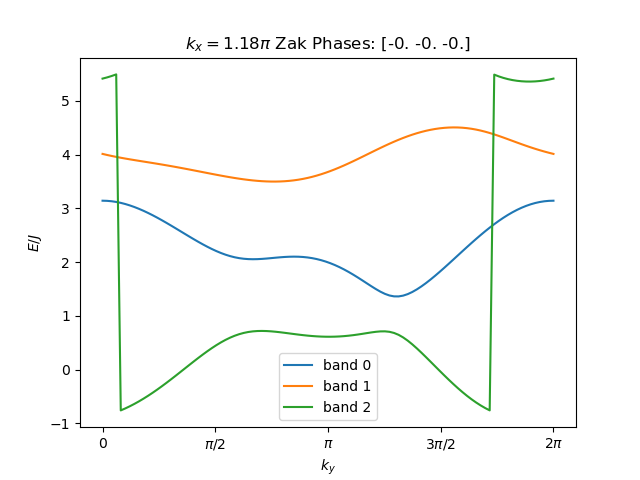 $k_x = 1.18\pi$ Zak Phases: [-0. -0. -0.]
E/J
5
4
3
2
1
0
−1
band 0
band 1
band 2
0 π/2 π 3π/2 2π
$k_y$